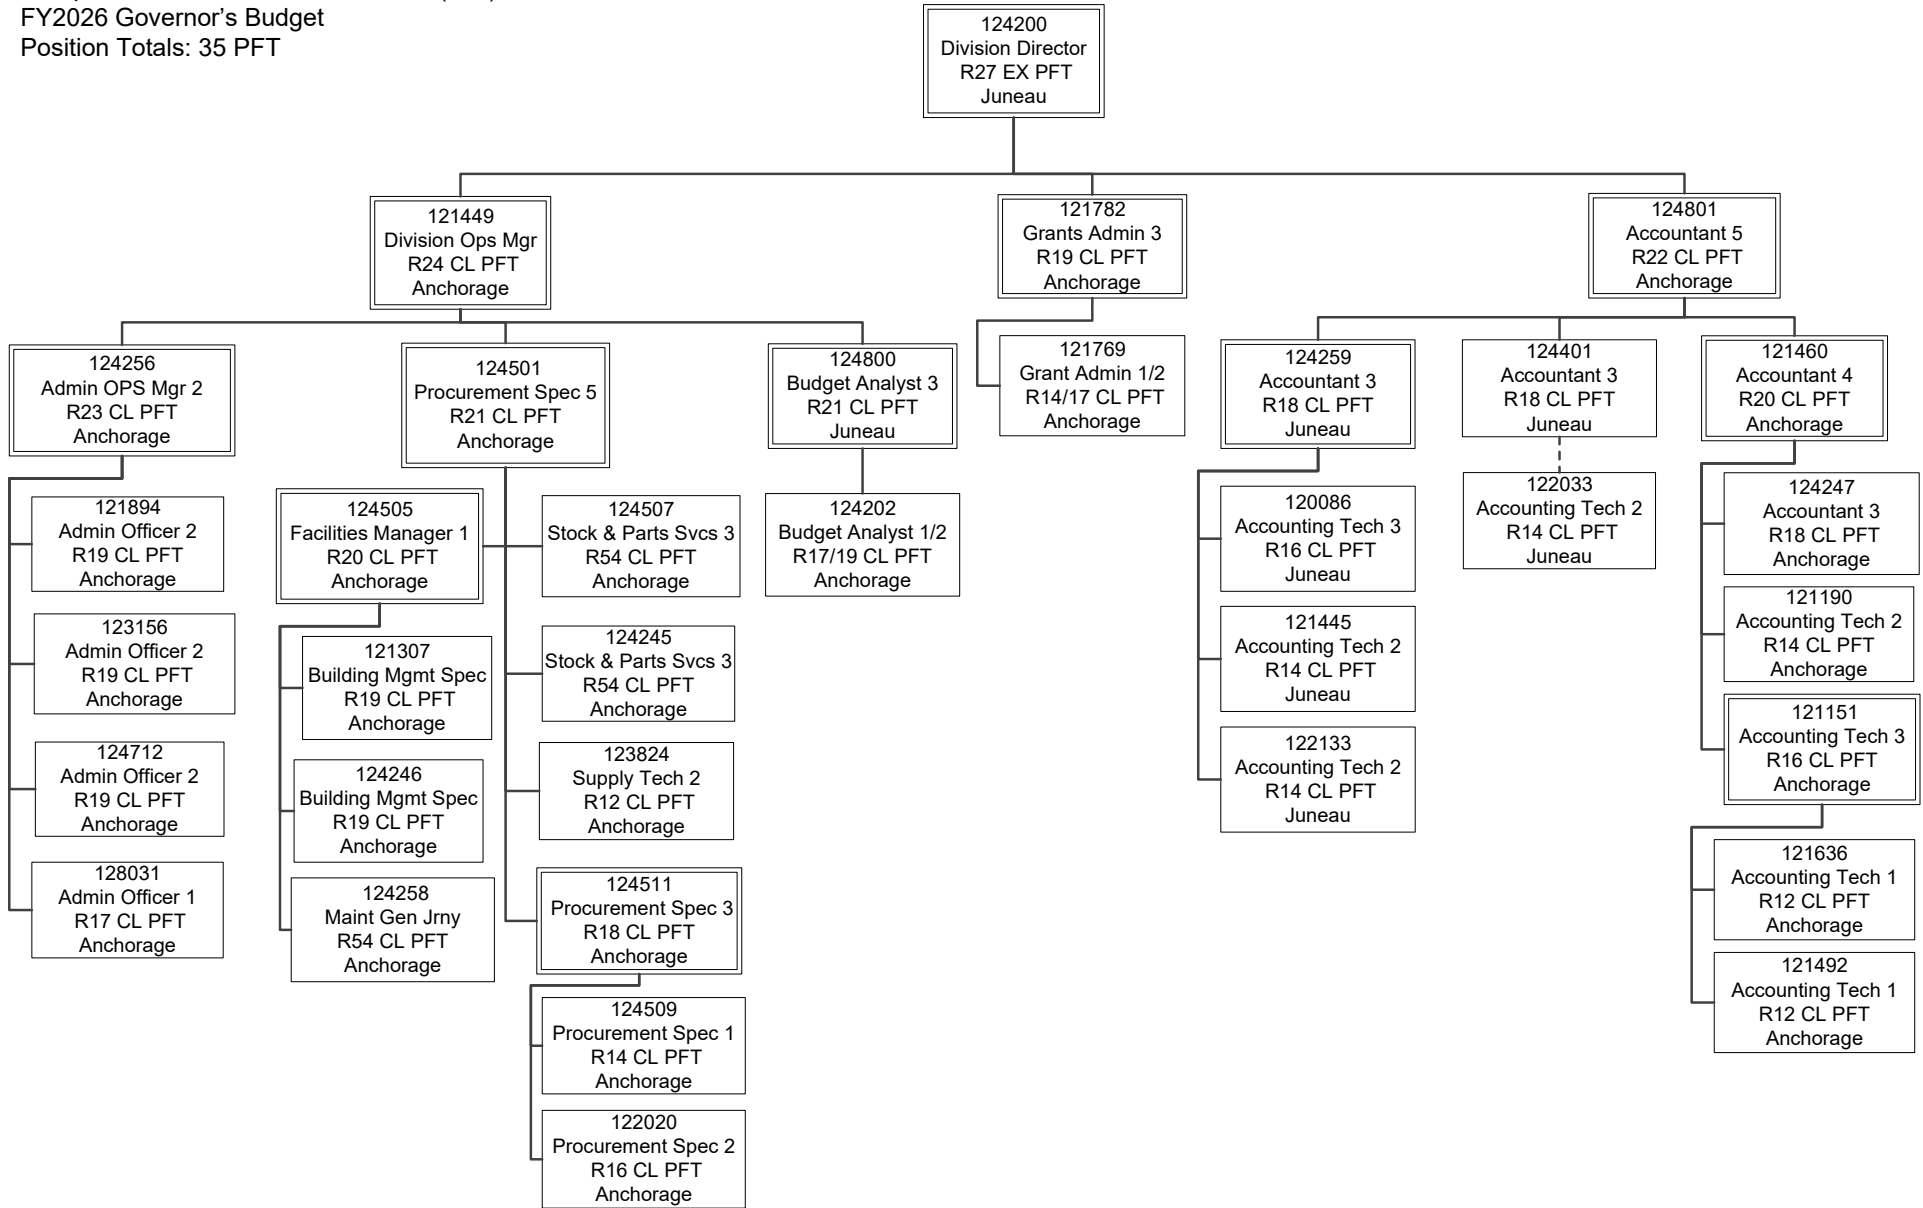 FY2026 Governor's Budget
Position Totals: 35 PFT
124200
Division Director
R27 EX PFT
Juneau
121449
Division Ops Mgr
R24 CL PFT
Anchorage
121782
Grants Admin 3
R19 CL PFT
Anchorage
124801
Accountant 5
R22 CL PFT
Anchorage
124256
Admin OPS Mgr 2
R23 CL PFT
Anchorage
124501
Procurement Spec 5
R21 CL PFT
Anchorage
124800
Budget Analyst 3
R21 CL PFT
Juneau
121769
Grant Admin 1/2
R14/17 CL PFT
Anchorage
124259
Accountant 3
R18 CL PFT
Juneau
124401
Accountant 3
R18 CL PFT
Juneau
121460
Accountant 4
R20 CL PFT
Anchorage
121894
Admin Officer 2
R19 CL PFT
Anchorage
123156
Admin Officer 2
R19 CL PFT
Anchorage
124712
Admin Officer 2
R19 CL PFT
Anchorage
128031
Admin Officer 1
R17 CL PFT
Anchorage
124505
Facilities Manager 1
R20 CL PFT
Anchorage
121307
Building Mgmt Spec
R19 CL PFT
Anchorage
124246
Building Mgmt Spec
R19 CL PFT
Anchorage
124258
Maint Gen Jrny
R54 CL PFT
Anchorage
124507
Stock & Parts Svcs 3
R54 CL PFT
Anchorage
124245
Stock & Parts Svcs 3
R54 CL PFT
Anchorage
123824
Supply Tech 2
R12 CL PFT
Anchorage
124511
Procurement Spec 3
R18 CL PFT
Anchorage
124509
Procurement Spec 1
R14 CL PFT
Anchorage
122020
Procurement Spec 2
R16 CL PFT
Anchorage
124202
Budget Analyst 1/2
R17/19 CL PFT
Anchorage
120086
Accounting Tech 3
R16 CL PFT
Juneau
121445
Accounting Tech 2
R14 CL PFT
Juneau
122133
Accounting Tech 2
R14 CL PFT
Juneau
122033
Accounting Tech 2
R14 CL PFT
Juneau
124247
Accountant 3
R18 CL PFT
Anchorage
121190
Accounting Tech 2
R14 CL PFT
Anchorage
121151
Accounting Tech 3
R16 CL PFT
Anchorage
121636
Accounting Tech 1
R12 CL PFT
Anchorage
121492
Accounting Tech 1
R12 CL PFT
Anchorage